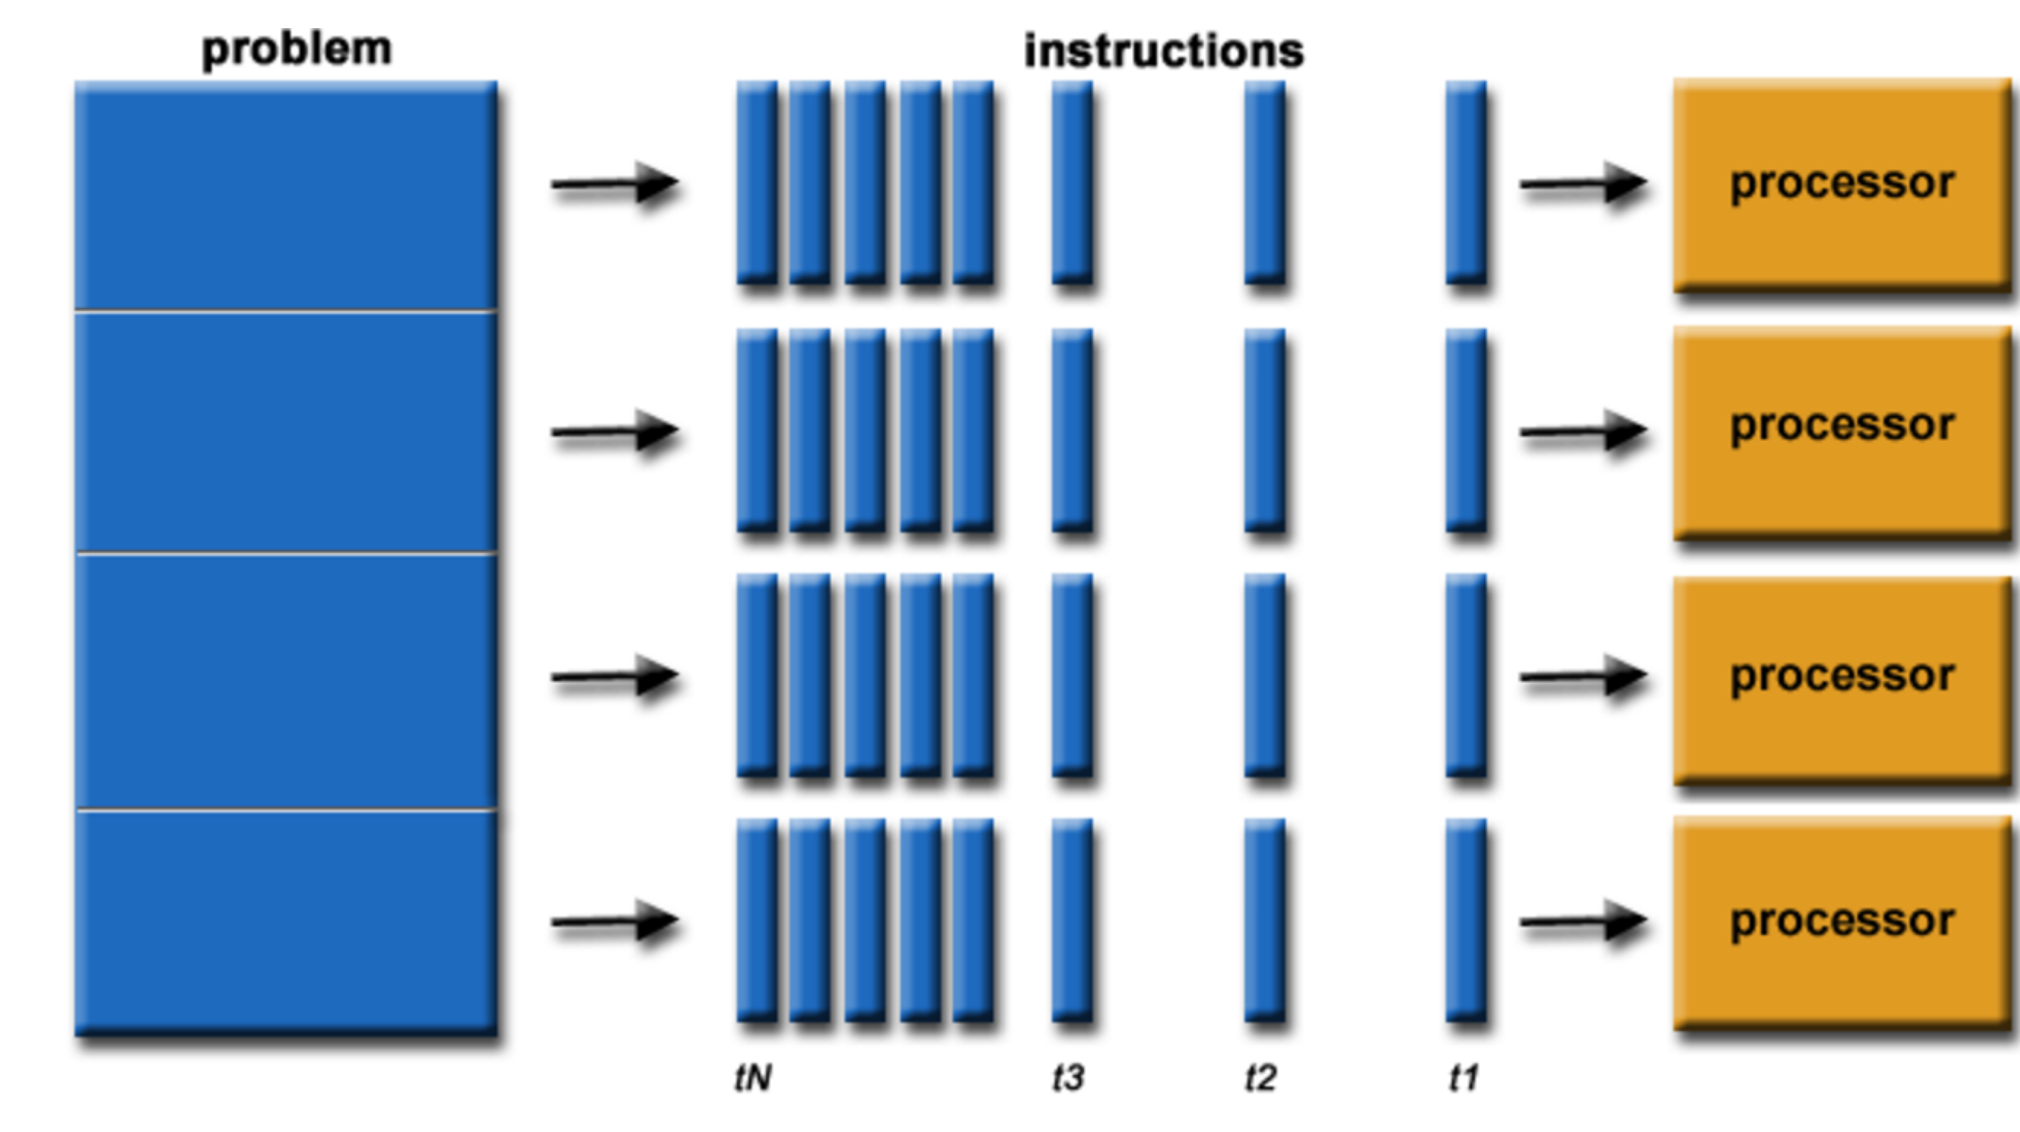 problem
instructions
processor
processor
processor
processor
tN t3 t2 t1